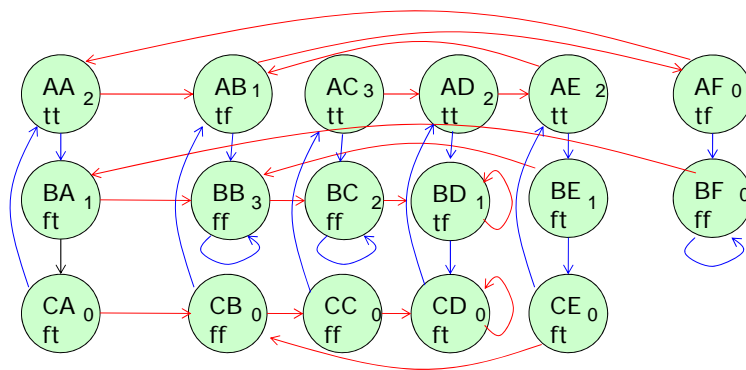 AA 2
tt
AB 1
tf
AC 3
tt
AD 2
tt
AE 2
tt
AF 0
tf
BA 1
ft
BB 3
ff
BC 2
ff
BD 1
tf
BE 1
ft
BF 0
ff
CA 0
ft
CB 0
ff
CC 0
ff
CD 0
ft
CE 0
ft